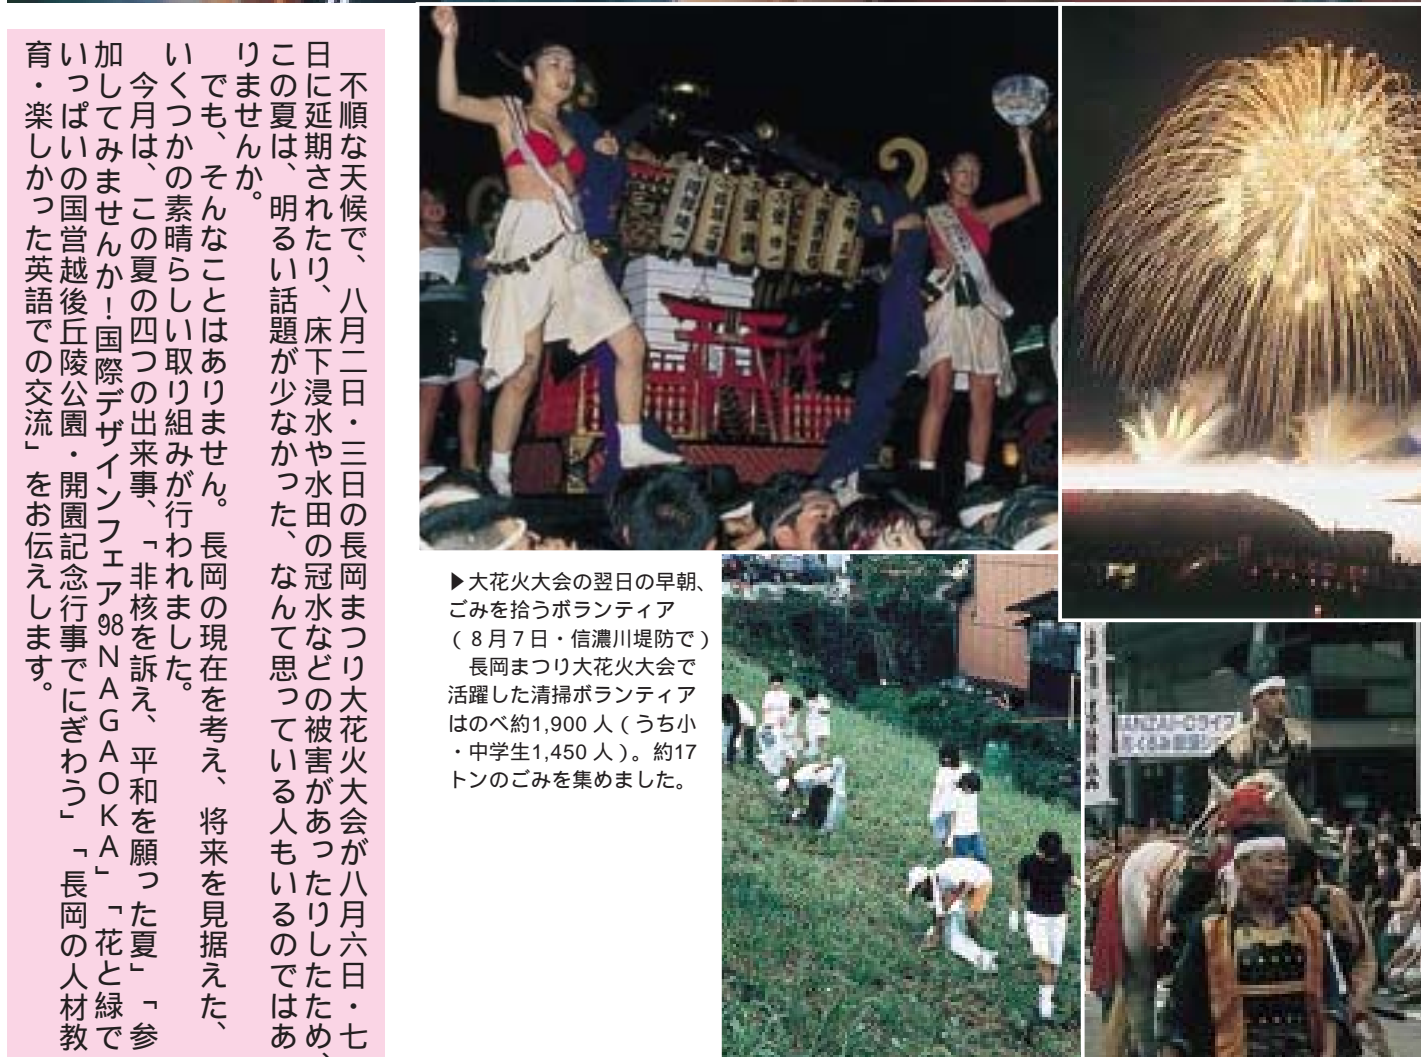 不順な天候で、八月二日・三日の長岡まつり大花火大会が八月六日・七
日に延期されたり、床下浸水や水田の冠水などの被害があったりしたため、
この夏は、明るい話題が少なかった、なんて思っている人もいるのではあ
りませんか。
　でも、そんなことはありません。長岡の現在を考え、将来を見据えた、
いくつかの素晴らしい取り組みが行われました。
　今月は、この夏の四つの出来事、「非核を訴え、平和を願った夏」「参
加してみませんか！国際デザインフェア98NAGAOKA」「花と緑で
いっぱいの国営越後丘陵公園・開園記念行事でにぎわう」「長岡の人材教
育・楽しかった英語での交流」をお伝えします。
▶大花火大会の翌日の早朝、
ごみを拾うボランティア
（８月７日・信濃川堤防で）
　長岡まつり大花火大会で
活躍した清掃ボランティア
はのべ約1,900 人（うち小
・中学生1,450 人）。約17
トンのごみを集めました。